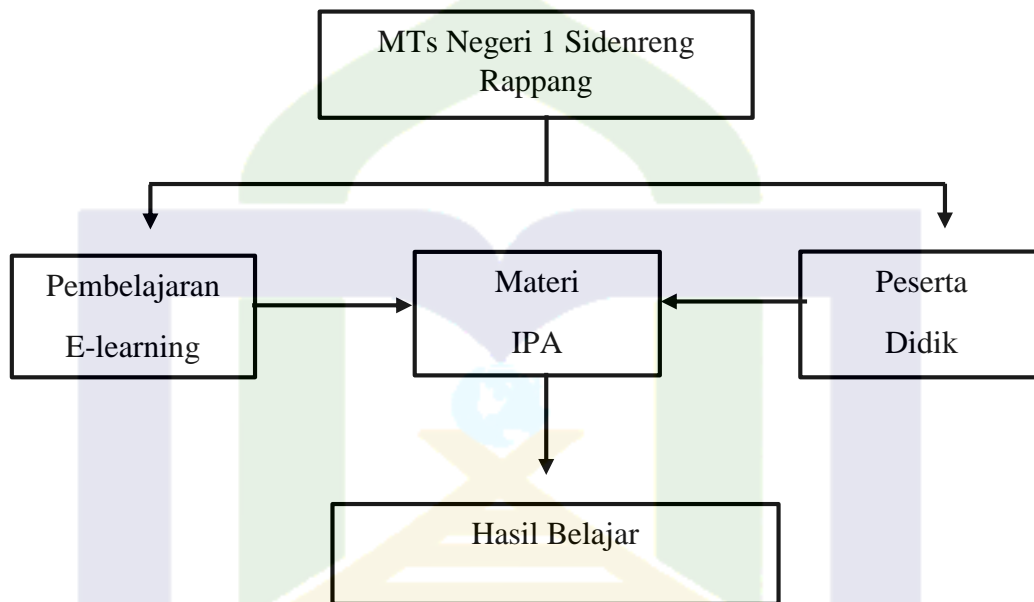 MTs Negeri 1 Sidenreng
Rappang
Pembelajaran
E-learning
Materi
IPA
Peserta
Didik
Hasil Belajar